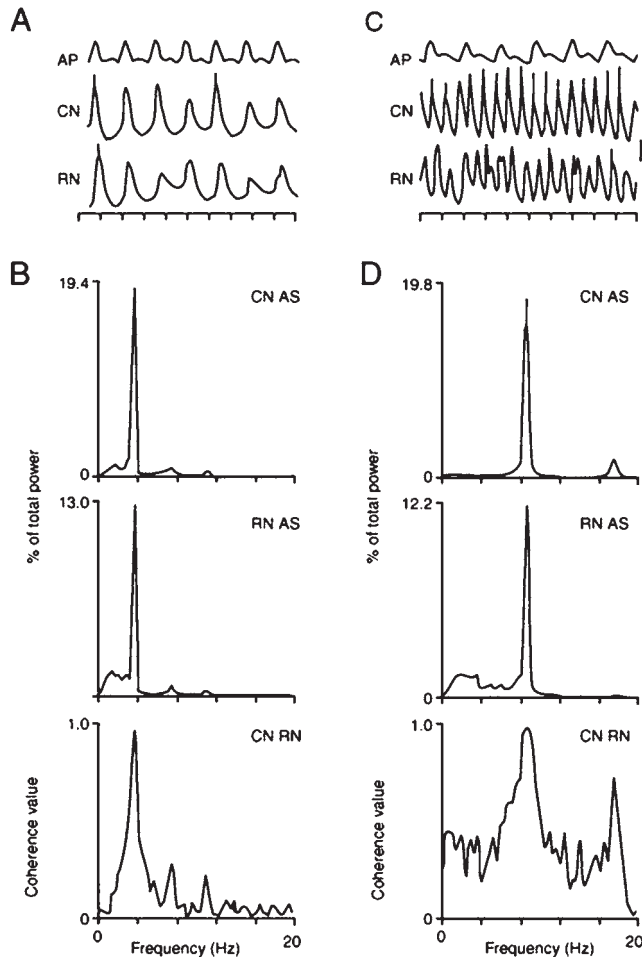 A
AP
CN
RN
B
19.4
CN AS
0
% of total power
13.0
RN AS
Coherence value
1.0
CN RN
0
0
20
Frequency (Hz)
C
AP
CN
RN
D
19.8
CN AS
0
% of total power
12.2
RN AS
0
Coherence value
1.0
CN RN
0
0
20
Frequency (Hz)